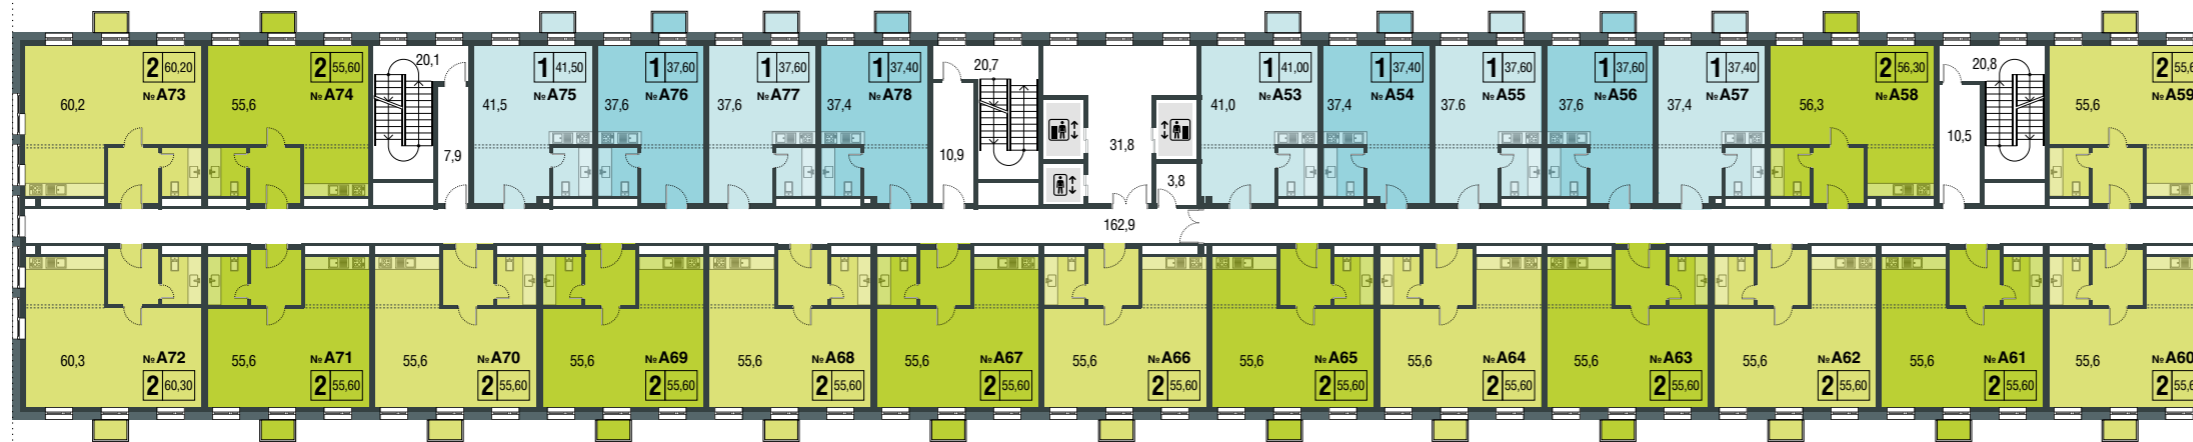 2 60,20
№A73
60,2
2 55,60
№A74
55,6
20,1
7,9
1 41,50
№A75
41,5
1 37,60
№A76
37,6
1 37,60
№A77
37,6
1 37,40
№A78
37,4
20,7
10,9
31,8
3,8
1 41,00
№A53
41,0
1 37,40
№A54
37,4
1 37,60
№A55
37.6
1 37,60
№A56
37,6
1 37,40
№A57
37,4
2 56,30
№A58
56,3
20,8
10,5
2 55,6
№A59
55,6
162,9
60,3
№A72
2 60,30
55,6
№A71
2 55,60
55,6
№A70
2 55,60
55,6
№A69
2 55,60
55,6
№A68
2 55,60
55,6
№A67
2 55,60
55,6
№A66
2 55,60
55,6
№A65
2 55,60
55,6
№A64
2 55,60
55,6
№A63
2 55,60
55,6
№A62
2 55,60
55,6
№A61
2 55,60
55,6
№A60
2 55,6